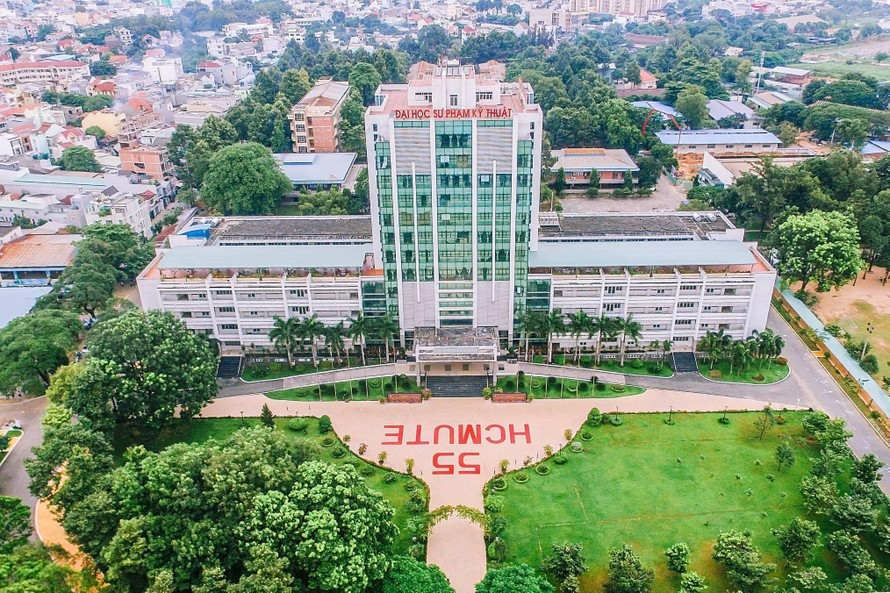 ĐẠI HỌC SƯ PHẠM KỸ THUẬT
HCMUTE
55